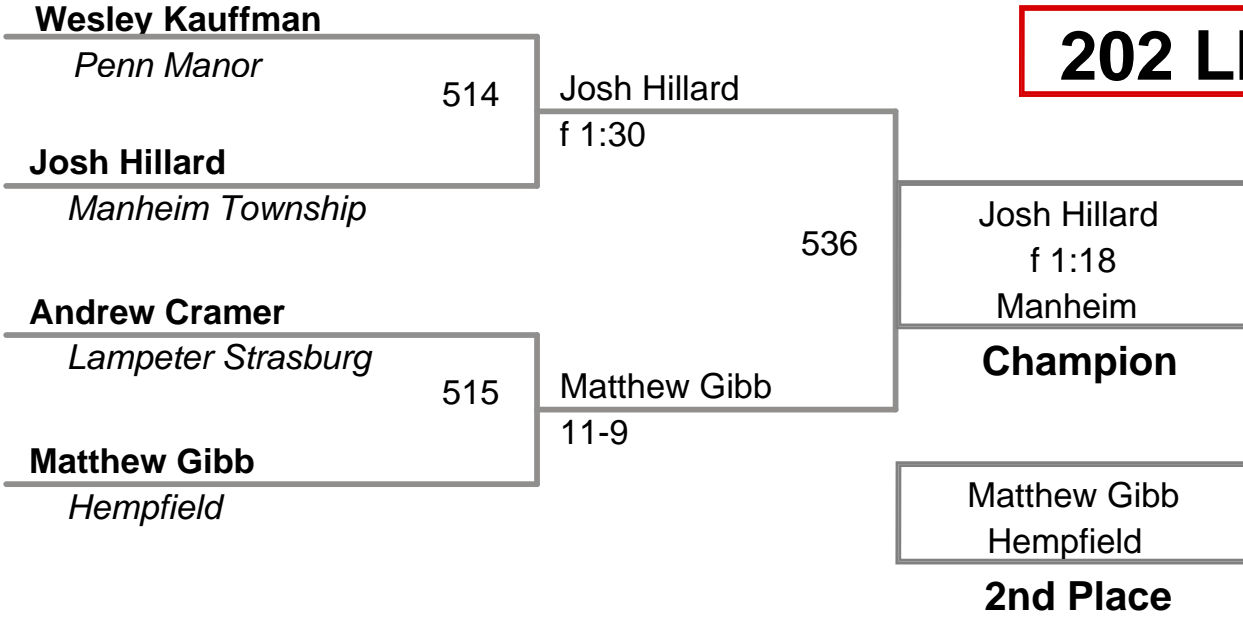 Wesley Kauffman
Penn Manor
514
Josh Hillard
f 1:30
Josh Hillard
Manheim Township
536
Andrew Cramer
Lampeter Strasburg
515
Matthew Gibb
11-9
Matthew Gibb
Hempfield
202
Josh Hillard
f 1:18
Manheim
Champion
Matthew Gibb
Hempfield
2nd Place